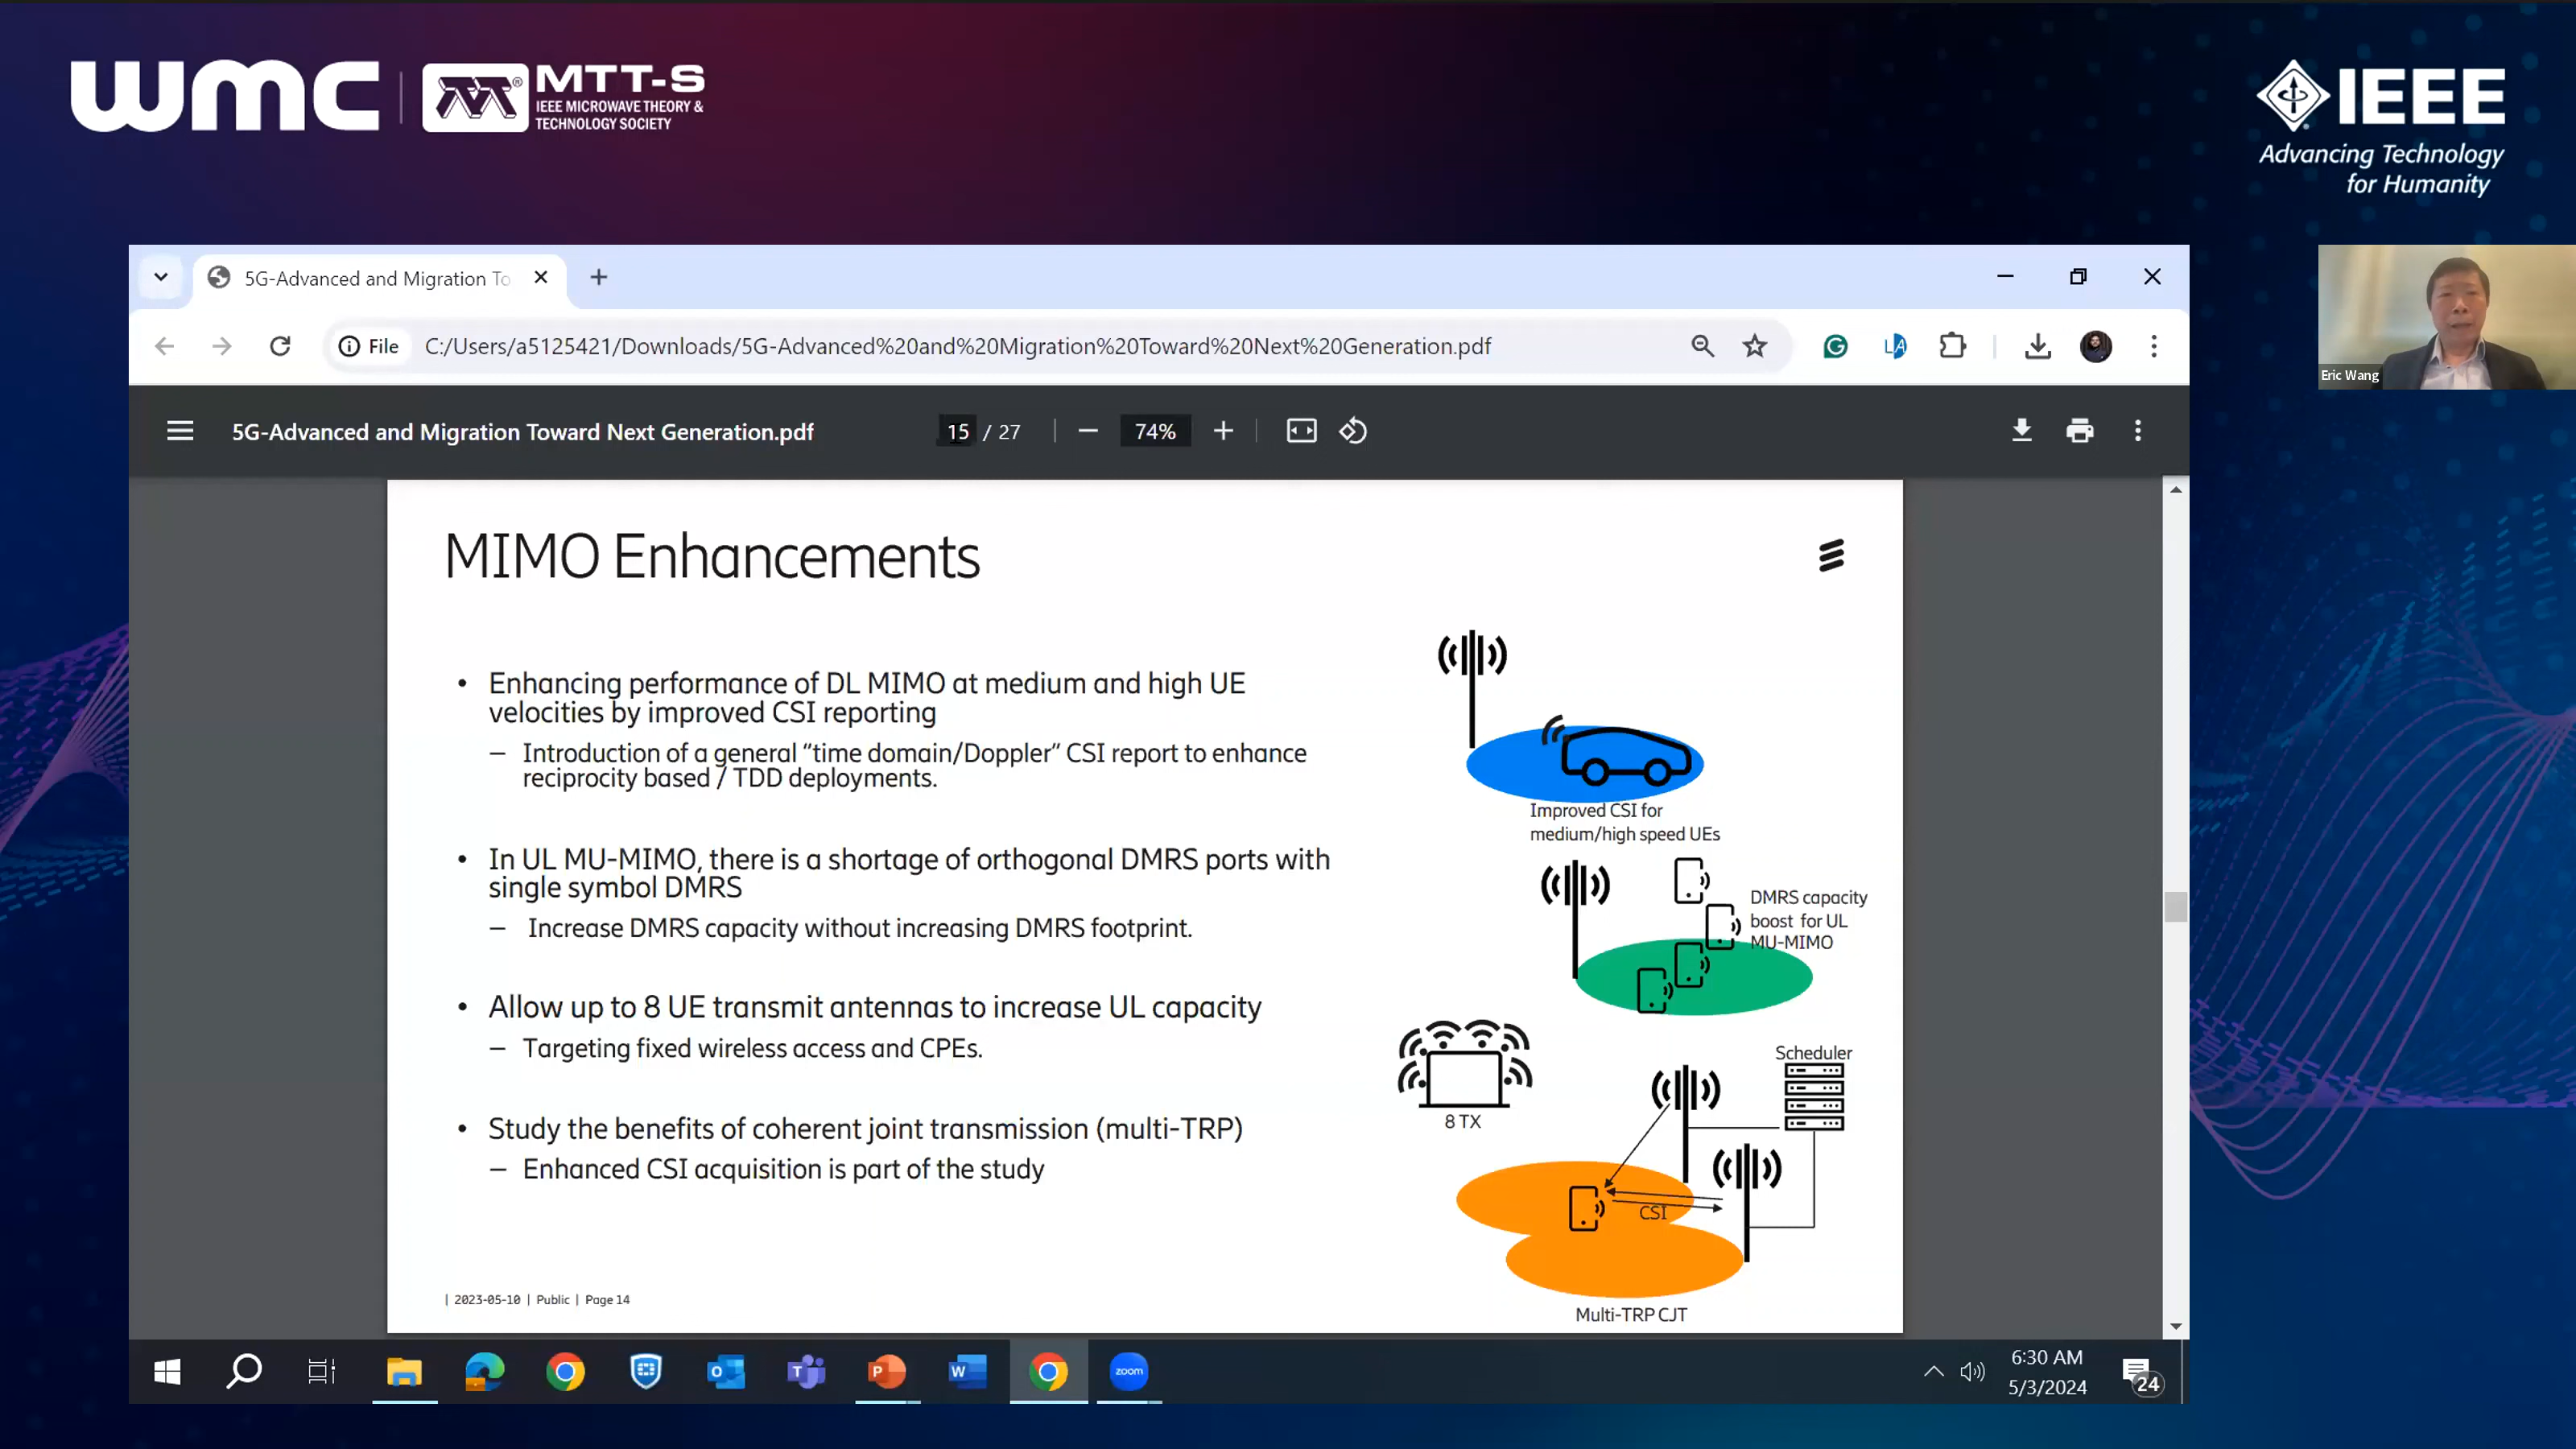 wmc
MTT-S
IEEE MICROWAVE THEORY &
TECHNOLOGY SOCIETY
IEEE
Advancing Technology
for Humanity
5G-Advanced and Migration To
File
C:/Users/a5125421/Downloads/5G-Advanced%20and%20Migration%20Toward%20Next%20Generation.pdf
5G-Advanced and Migration Toward Next Generation.pdf
15 / 27
74%
Eric Wang
MIMO Enhancements
• Enhancing performance of DL MIMO at medium and high UE
velocities by improved CSI reporting
– Introduction of a general “time domain/Doppler” CSI report to enhance
reciprocity based / TDD deployments.
• In UL MU-MIMO, there is a shortage of orthogonal DMRS ports with
single symbol DMRS
– Increase DMRS capacity without increasing DMRS footprint.
• Allow up to 8 UE transmit antennas to increase UL capacity
– Targeting fixed wireless access and CPEs.
• Study the benefits of coherent joint transmission (multi-TRP)
– Enhanced CSI acquisition is part of the study
Improved CSI for
medium/high speed UEs
DMRS capacity
boost for UL
MU-MIMO
Scheduler
8 TX
CSI
Multi-TRP CJT
| 2023-05-10 | Public | Page 14
zoom
6:30 AM
5/3/2024
24